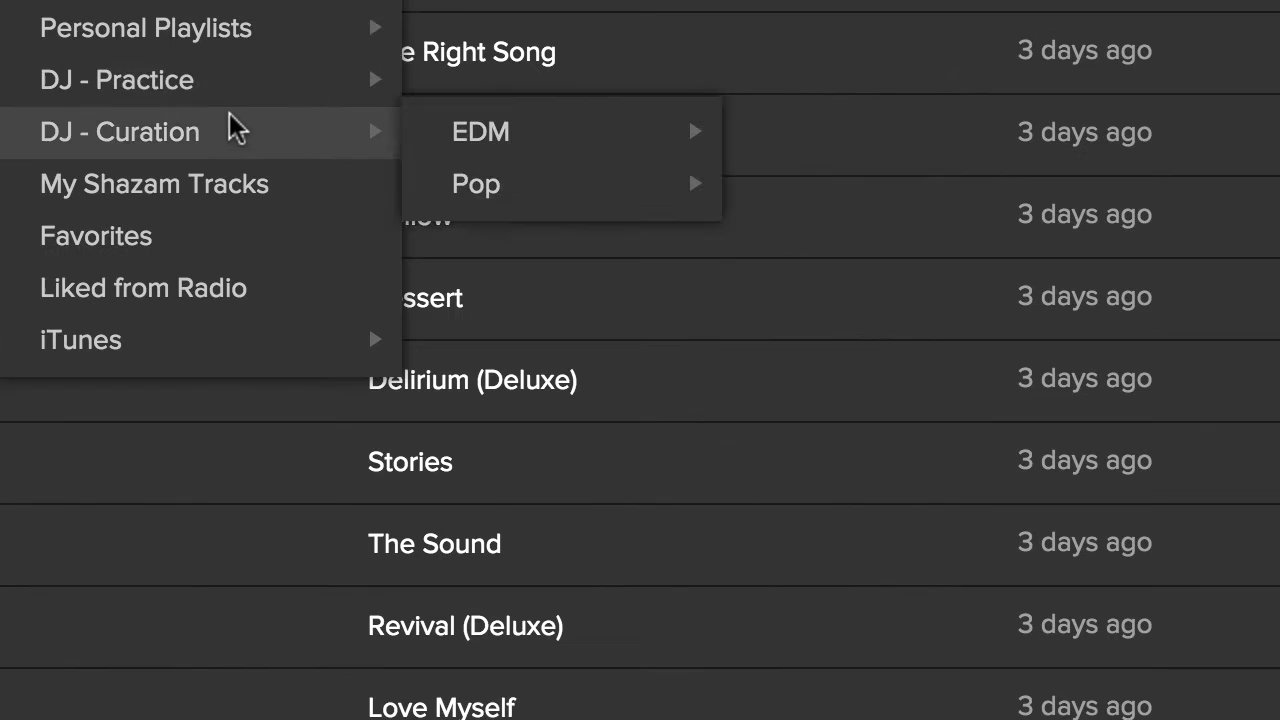 Personal Playlists
DJ - Practice
DJ - Curation
My Shazam Tracks
Favorites
Liked from Radio
iTunes
EDM
Pop
Right Song
3 days ago
3 days ago
3 days ago
3 days ago
Delirium (Deluxe)
3 days ago
Stories
3 days ago
The Sound
3 days ago
Revival (Deluxe)
3 days ago
Love Myself
3 days ago